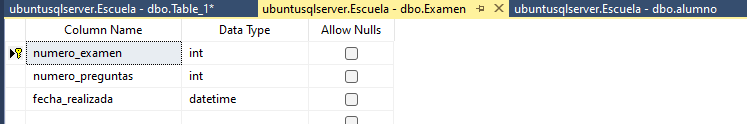 ubuntusqlserver.Escuela - dbo.Table_1* ubuntusqlserver.Escuela - dbo.Examen ubuntusqlserver.Escuela - dbo.alumno
Column Name Data Type Allow Nulls
numero_examen int
numero_preguntas int
fecha_realizada datetime